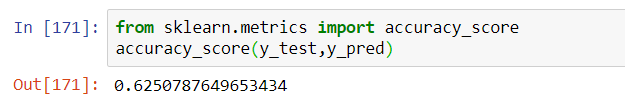 In [171]: from sklearn.metrics import accuracy_score
accuracy_score(y_test,y_pred)
Out[171]: 0.6250787649653434